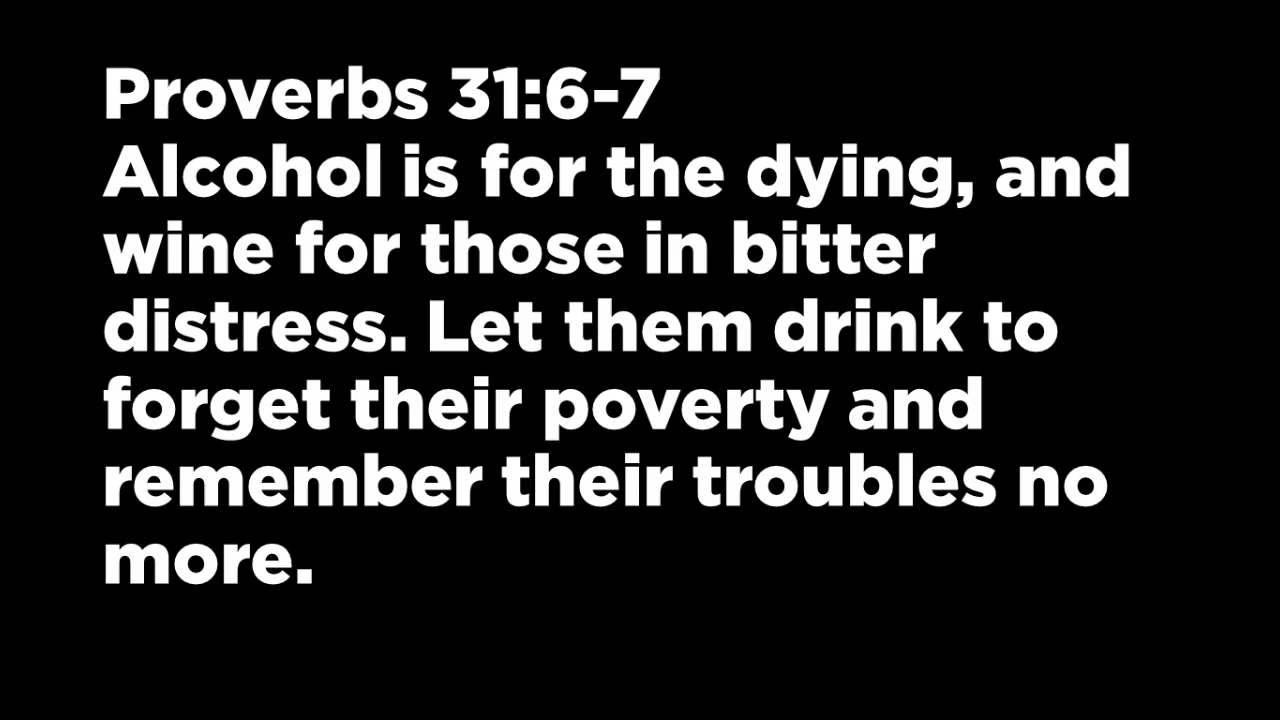 Proverbs 31:6-7
Alcohol is for the dying, and
wine for those in bitter
distress. Let them drink to
forget their poverty and
remember their troubles no
more.